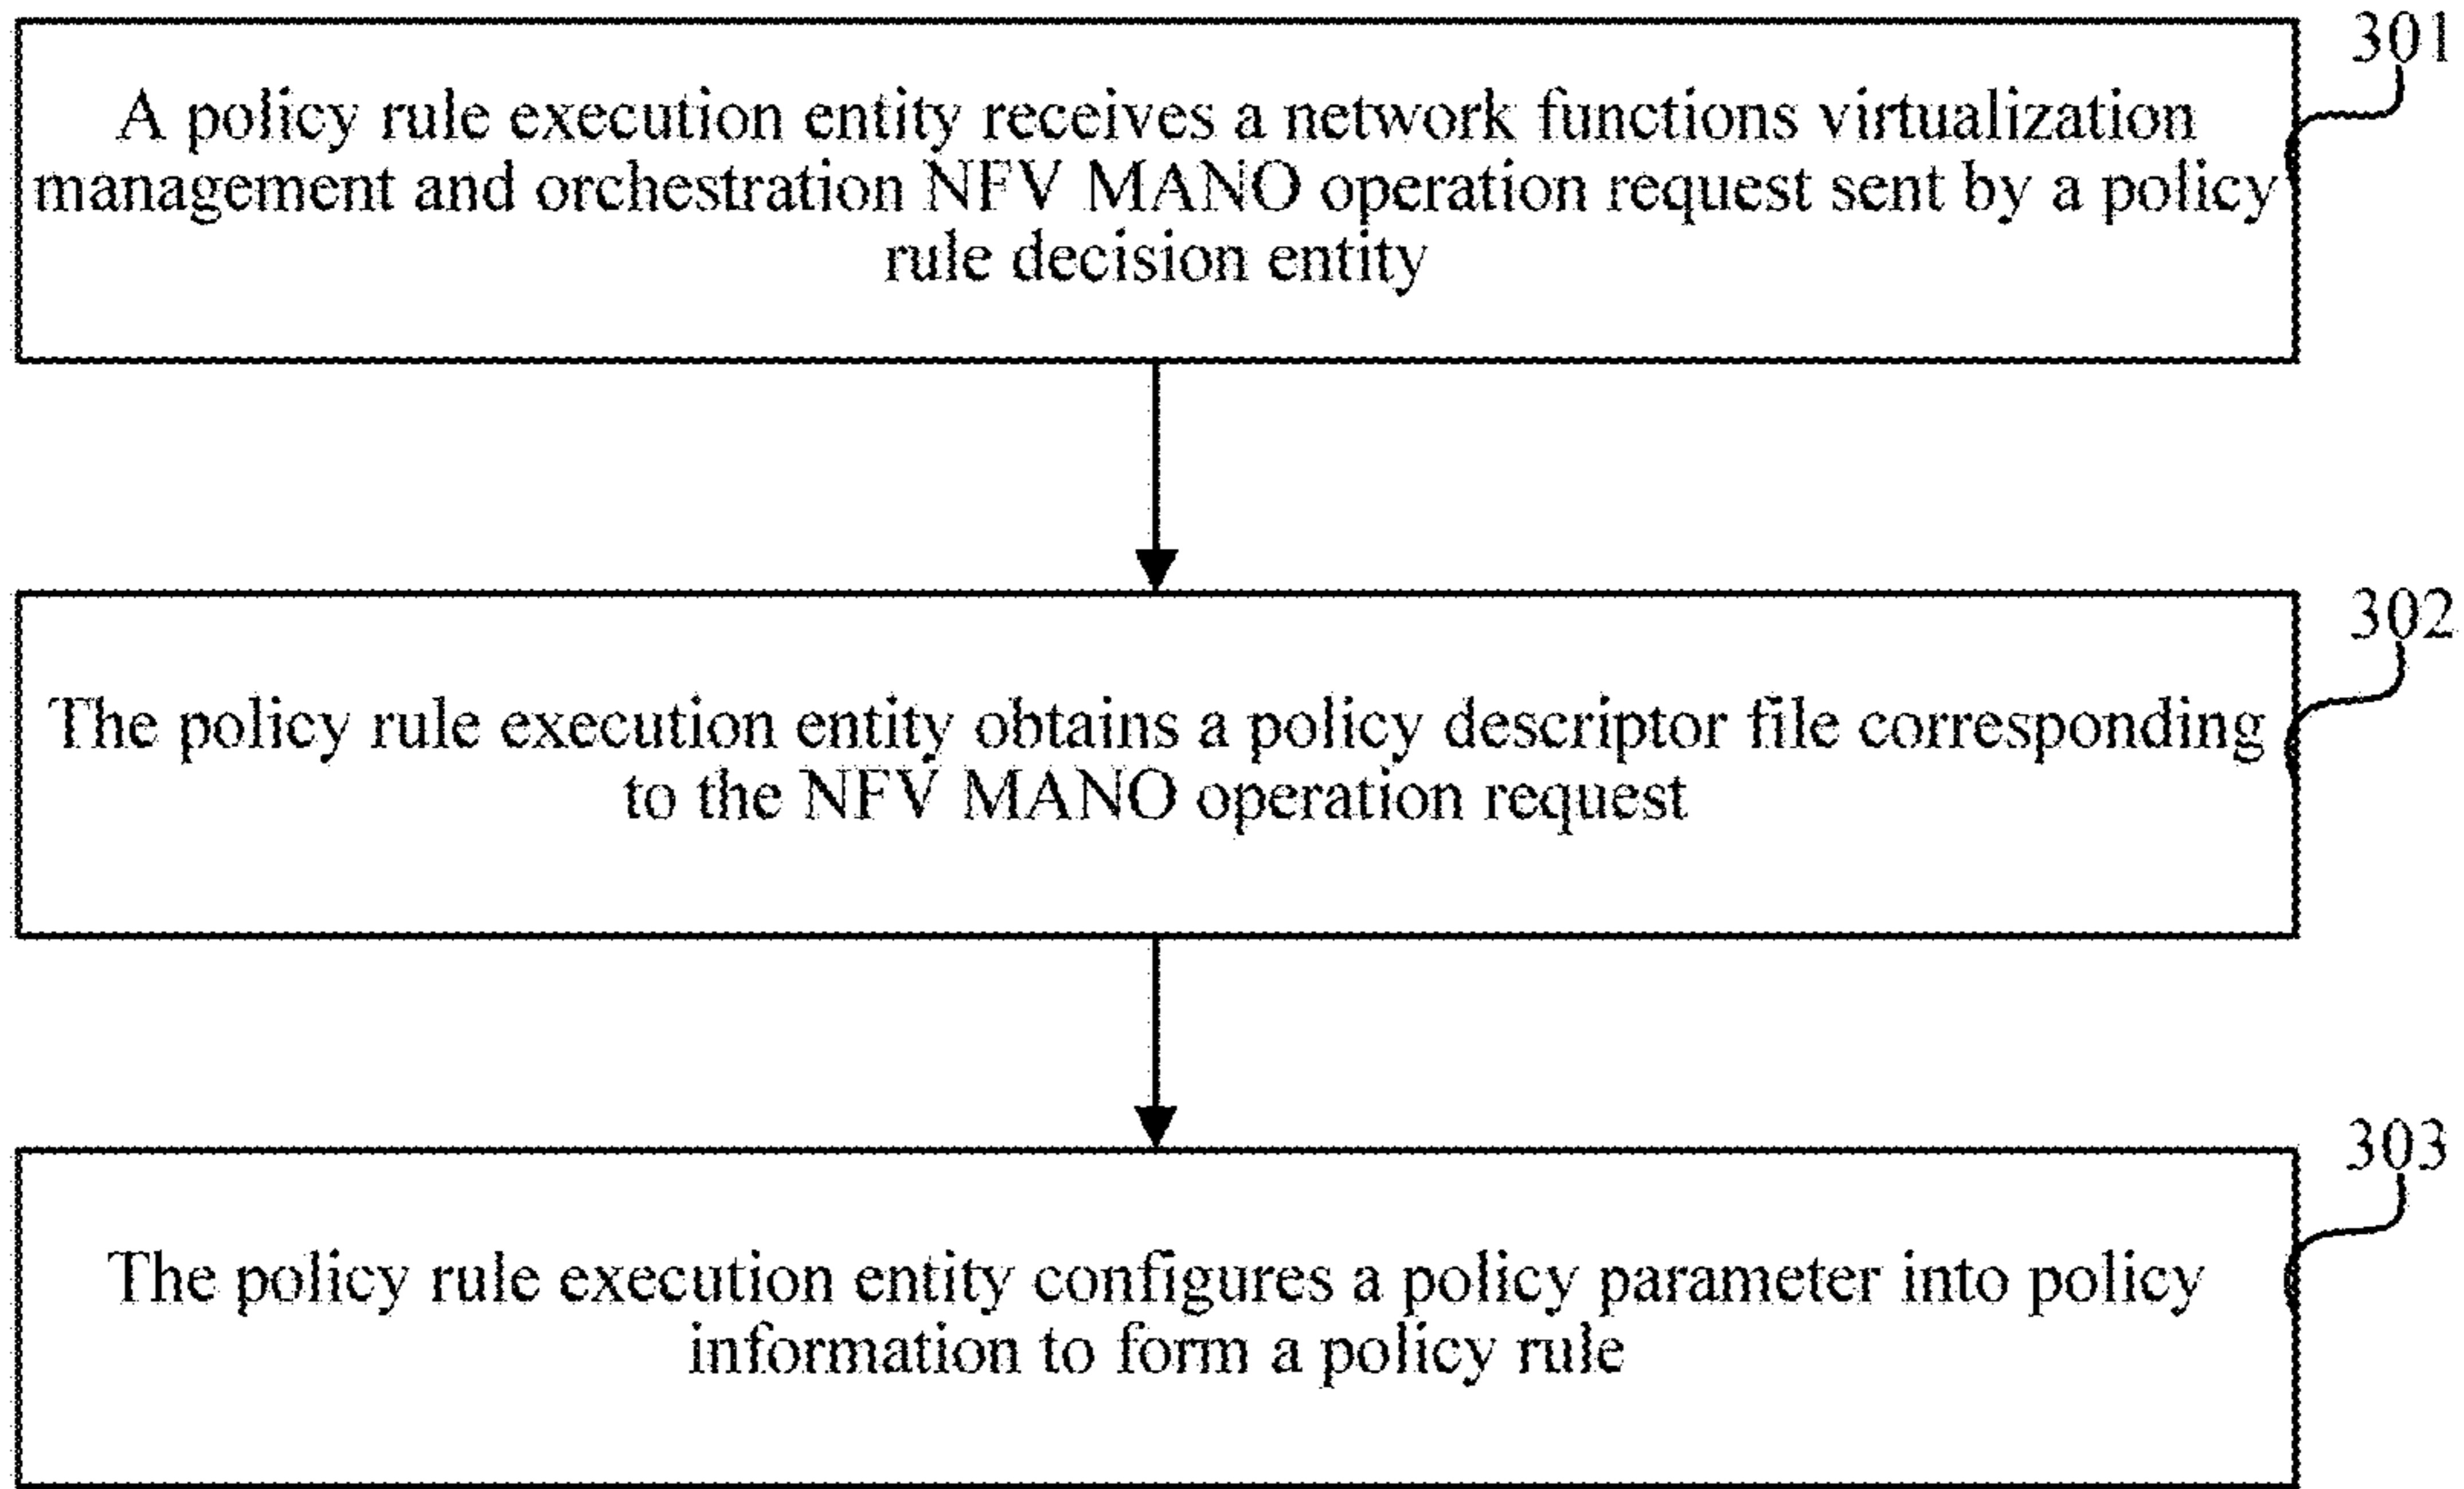 301
A policy rule execution entity receives a network functions virtualization
management and orchestration NFV MANO operation request sent by a policy
rule decision entity
302
The policy rule execution entity obtains a policy descriptor file corresponding
to the NFV MANO operation request
303
The policy rule execution entity configures a policy parameter into policy
information to form a policy rule